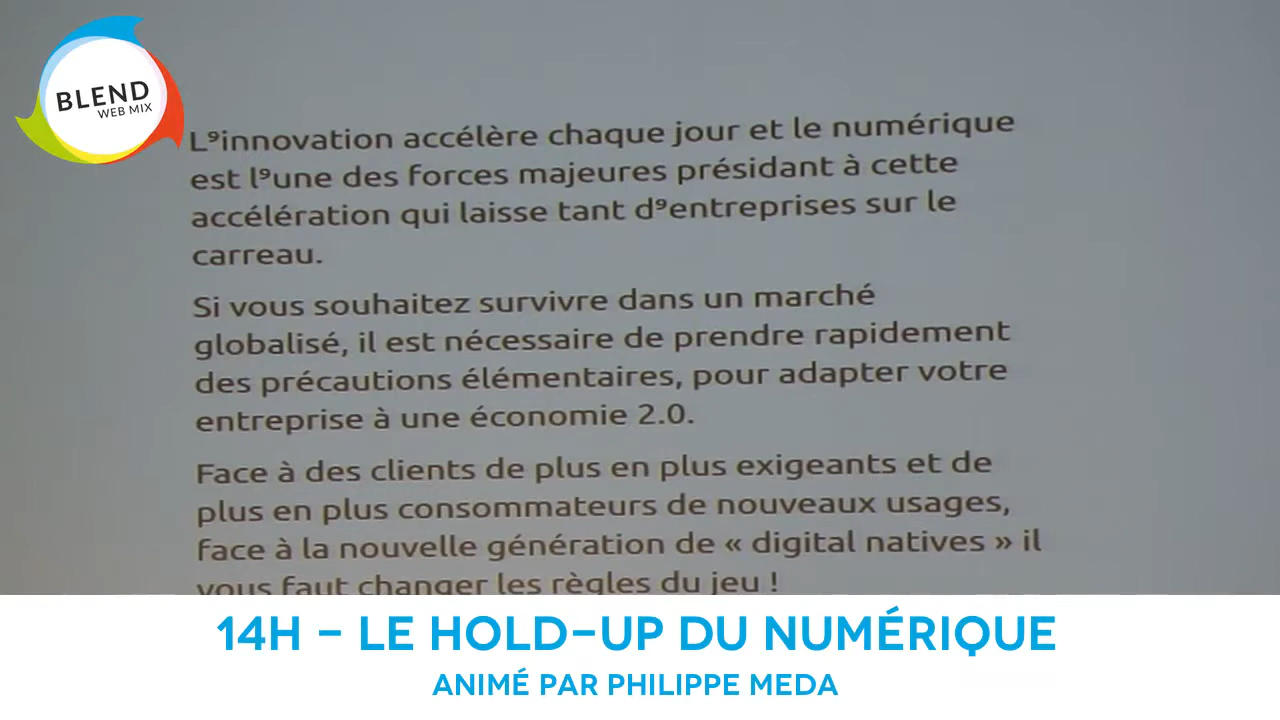 BLEND
WEB MIX
L⁹innovation accélère chaque jour et le numérique
est l⁹une des forces majeures présidant à cette
accélération qui laisse tant d⁹entreprises sur le
carreau.
Si vous souhaitez survivre dans un marché
globalisé, il est nécessaire de prendre rapidement
des précautions élémentaires, pour adapter votre
entreprise à une économie 2.0.
Face à des clients de plus en plus exigeants et de
plus en plus consommateurs de nouveaux usages,
face à la nouvelle génération de « digital natives » il
vous faut changer les règles du jeu !
14H - LE HOLD-UP DU NUMÉRIQUE
ANIMÉ PAR PHILIPPE MEDA